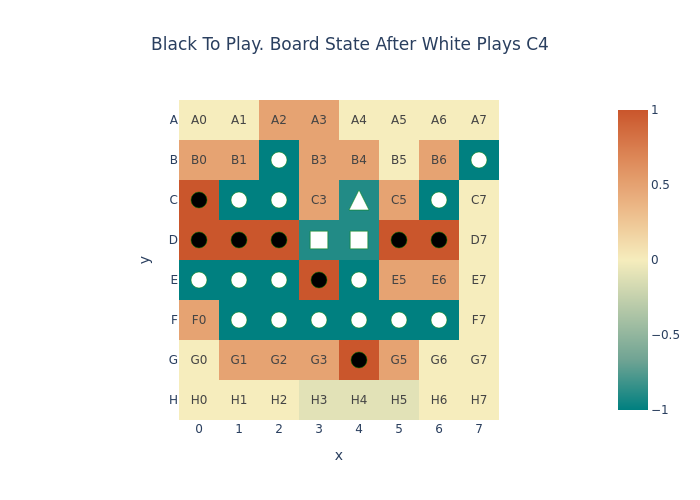 Black To Play. Board State After White Plays C4
A A0 A1 A2 A3 A4 A5 A6 A7
B B0 B1 B3 B4 B5 B6
C C3 C5 C7
D D7
E E5 E6 E7
F F0 F7
G G0 G1 G2 G3 G5 G6 G7
H H0 H1 H2 H3 H4 H5 H6 H7
0 1 2 3 4 5 6 7
x
y
1
0.5
0
−0.5
−1